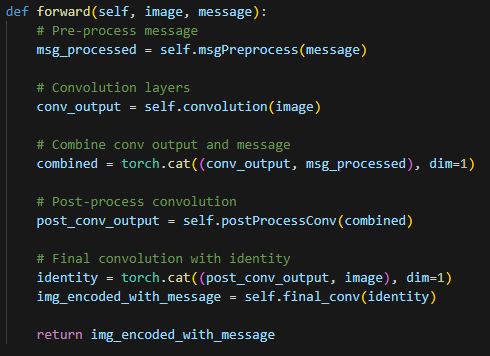 def forward(self, image, message):
# Pre-process message
msg_processed = self.msgPreprocess(message)
# Convolution layers
conv_output = self.convolution(image)
# Combine conv output and message
combined = torch.cat((conv_output, msg_processed), dim=1)
# Post-process convolution
post_conv_output = self.postProcessConv(combined)
# Final convolution with identity
identity = torch.cat((post_conv_output, image), dim=1)
img_encoded_with_message = self.final_conv(identity)
return img_encoded_with_message